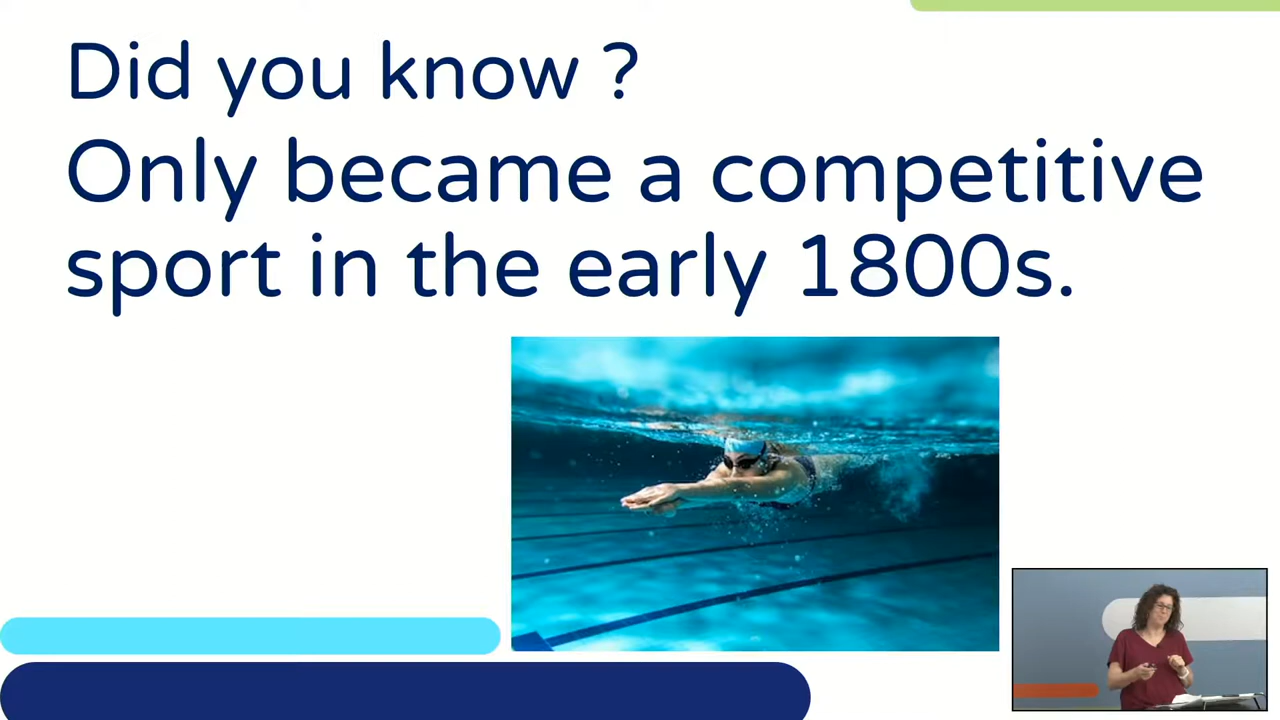 Did you know ?
Only became a competitive
sport in the early 1800s.